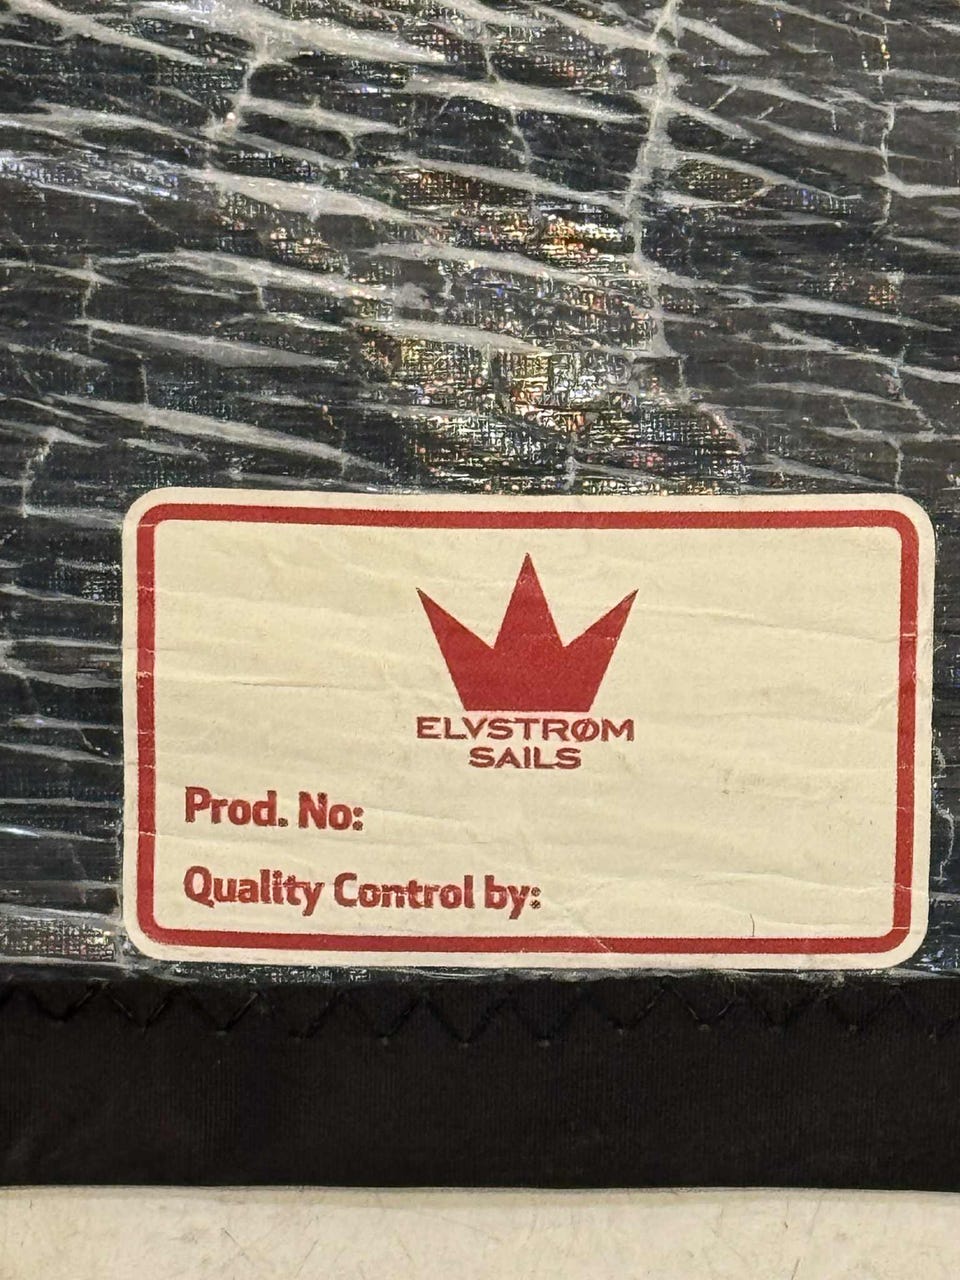 ELVSTRØM
SAILS
Prod. No:
Quality Control by: